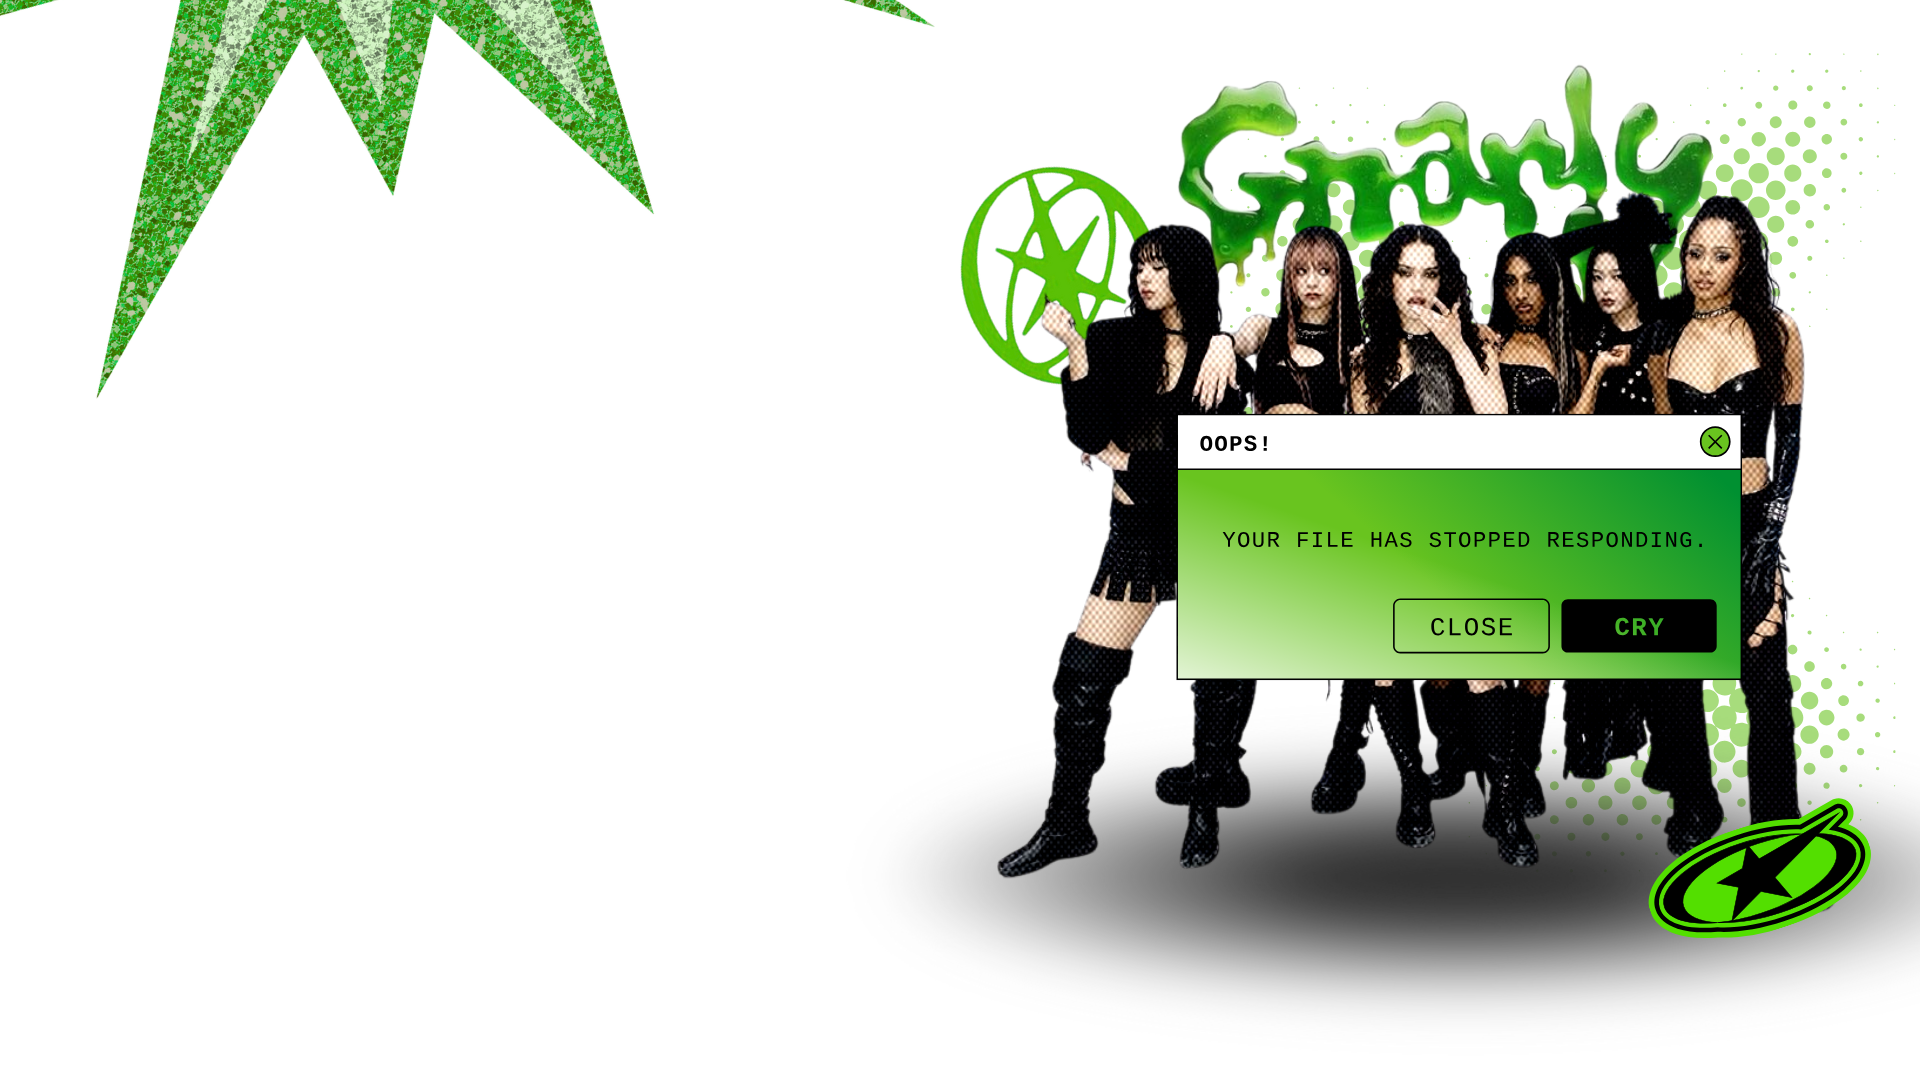 Gnarly
OOPS!
YOUR FILE HAS STOPPED RESPONDING.
CLOSE
CRY